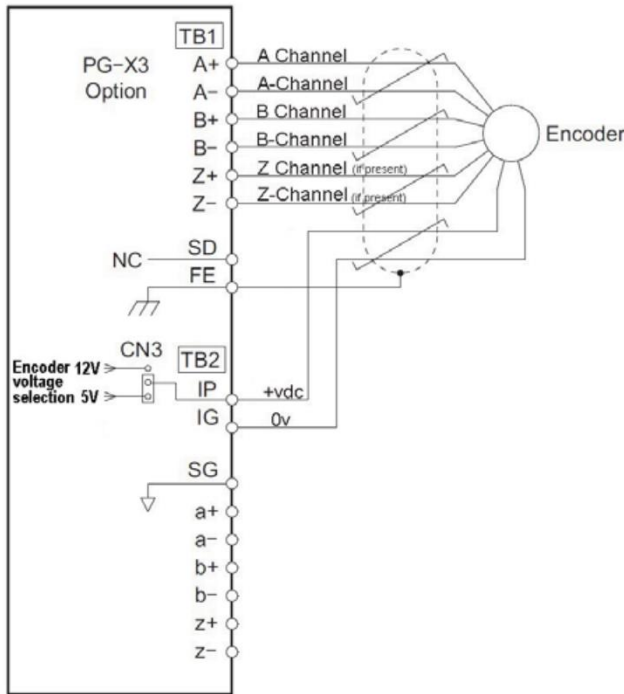 TB1
PG-X3
Option
A+ A Channel
A- A-Channel
B+ B Channel
B- B-Channel
Encoder
Z+ Z Channel (if present)
Z- Z-Channel (if present)
NC SD
FE
CN3 TB2
Encoder 12V
voltage
selection 5V
IP +vdc
IG 0v
SG
a+
a-
b+
b-
z+
z-